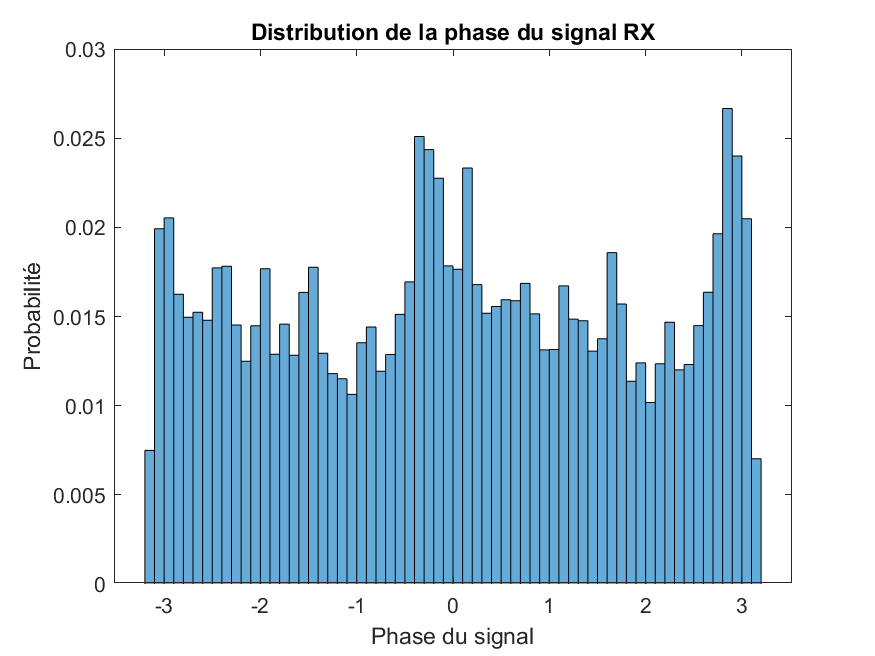 Distribution de la phase du signal RX
0.03
0.025
0.02
0.015
0.01
0.005
0
Probabilité
-3 -2 -1 0 1 2 3
Phase du signal